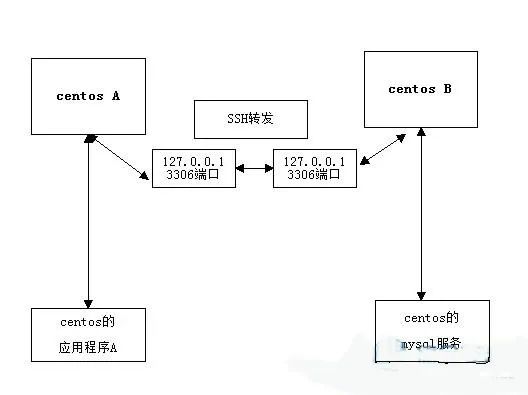 centos A
centos B
SSH转发
127.0.0.1
3306端口
127.0.0.1
3306端口
centos的
应用程序A
centos的
mysql服务